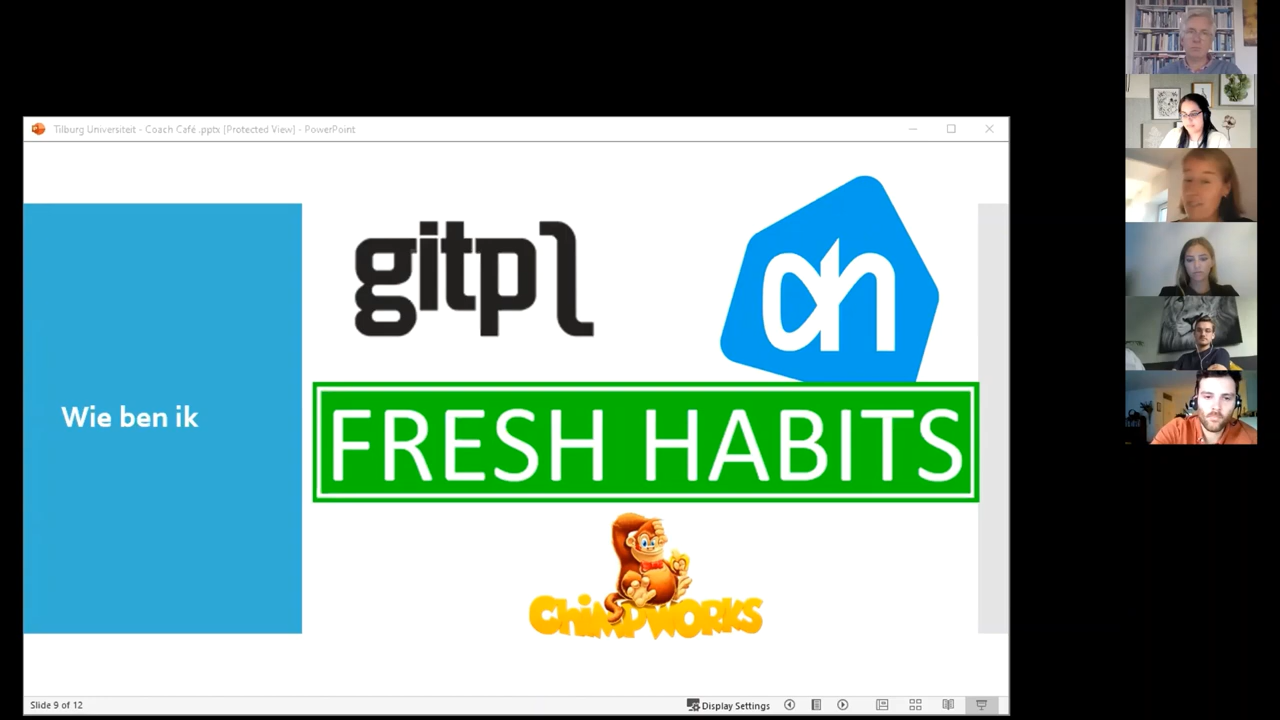 Tilburg Universiteit - Coach Café .pptx [Protected View] - PowerPoint
gitp
ah
Wie ben ik
FRESH HABITS
CHIMPWORKS
Slide 9 of 12
Display Settings